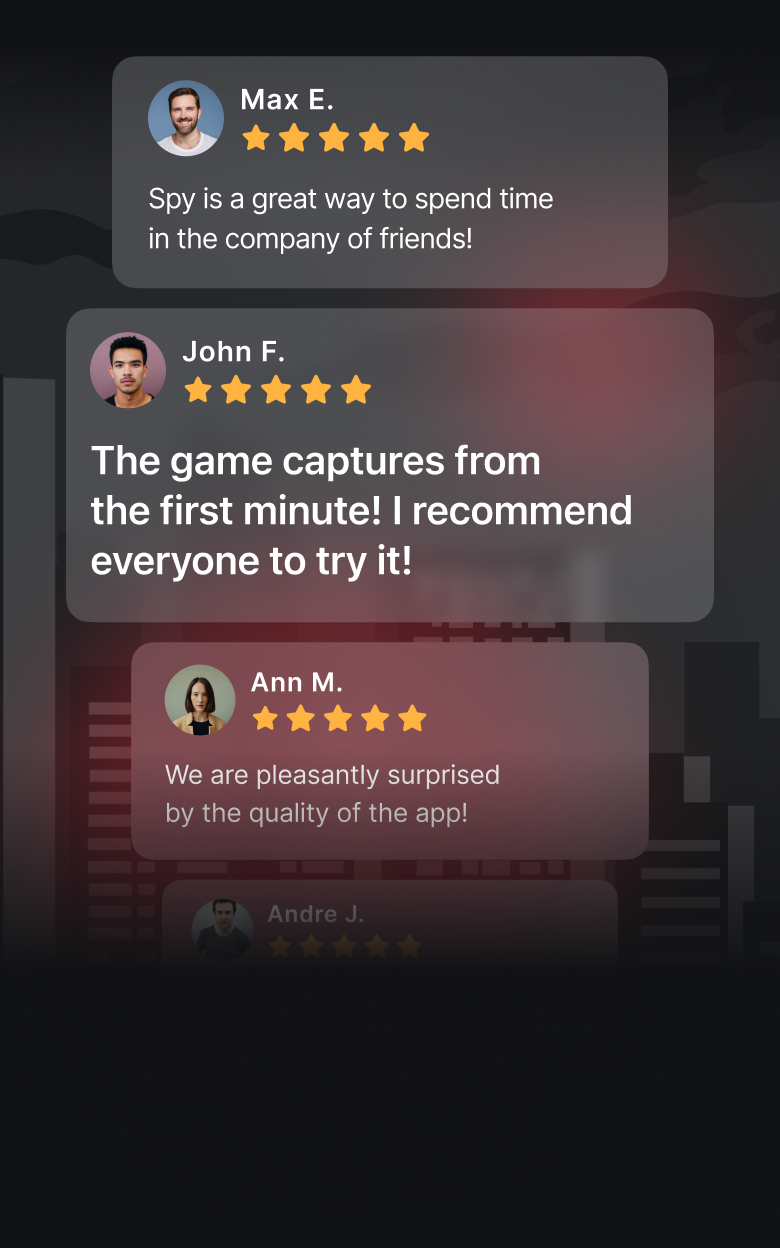 Max E.
Spy is a great way to spend time
in the company of friends!
John F.
The game captures from
the first minute! I recommend
everyone to try it!
Ann M.
We are pleasantly surprised
by the quality of the app!
Andre J.